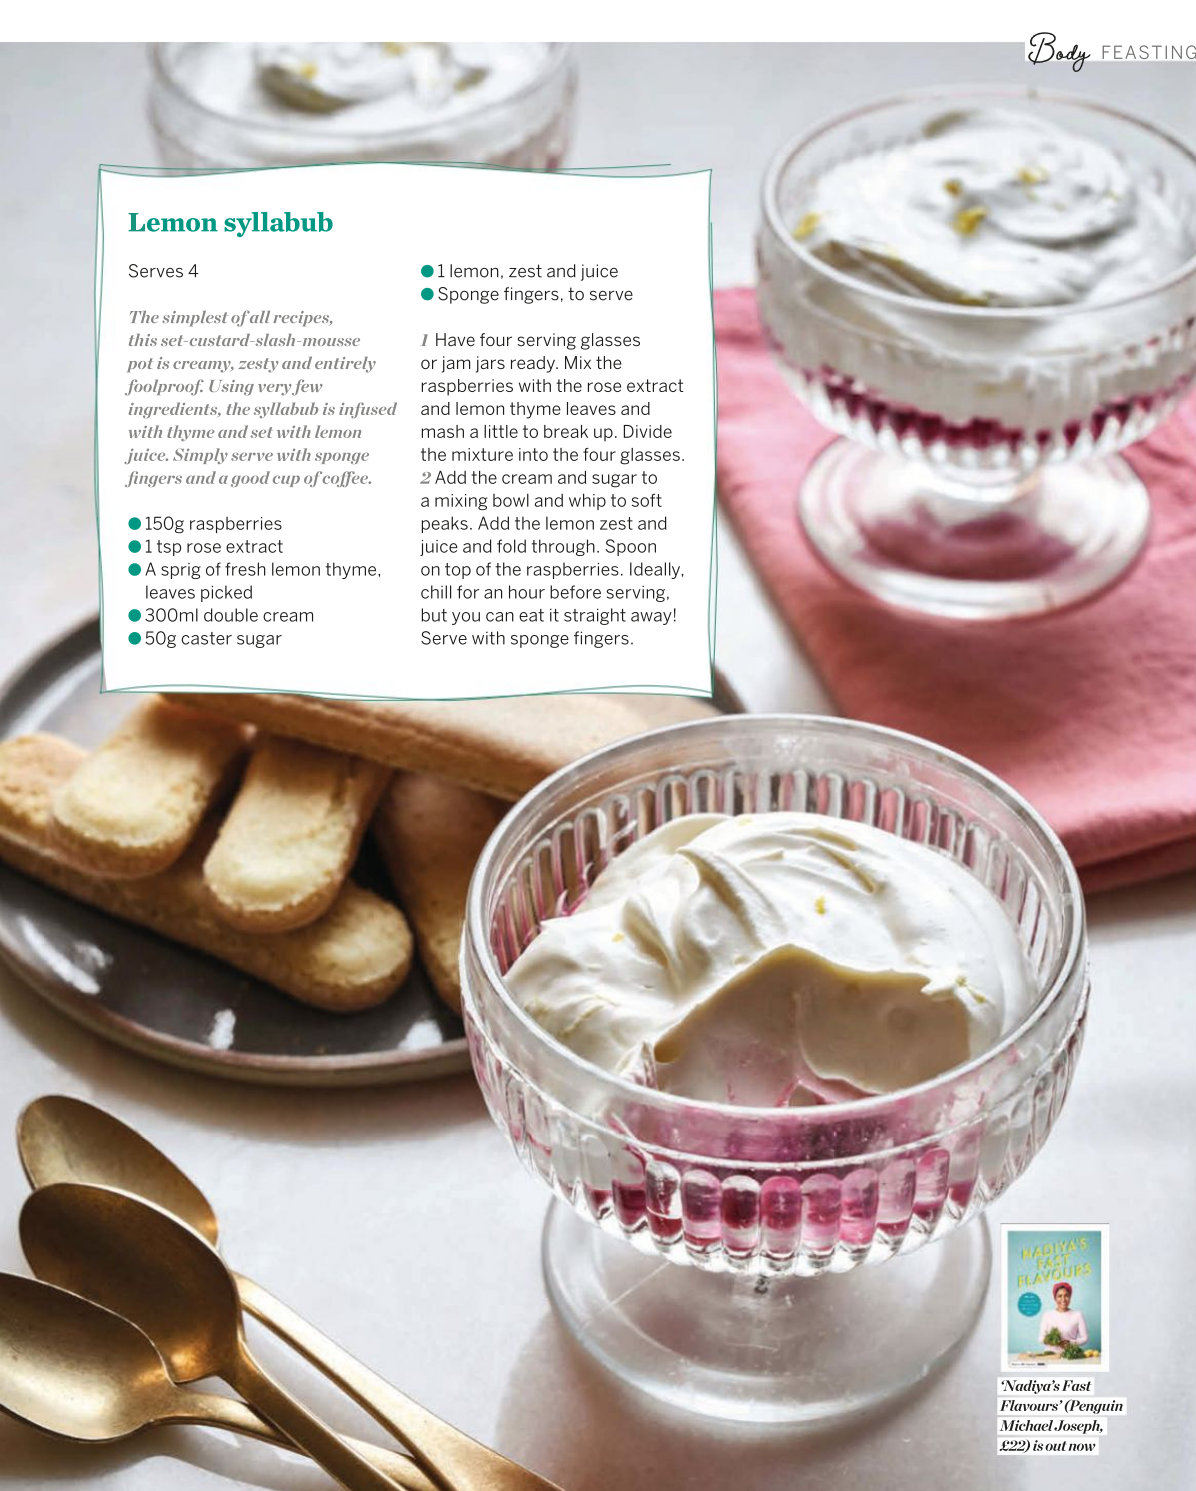 Body FEASTING
Lemon syllabub
Serves 4
The simplest of all recipes,
this set-custard-slash-mousse
pot is creamy, zesty and entirely
foolproof. Using very few
ingredients, the syllabub is infused
with thyme and set with lemon
juice. Simply serve with sponge
fingers and a good cup of coffee.
● 150g raspberries
● 1 tsp rose extract
● A sprig of fresh lemon thyme,
leaves picked
● 300ml double cream
● 50g caster sugar
● 1 lemon, zest and juice
● Sponge fingers, to serve
1 Have four serving glasses
or jam jars ready. Mix the
raspberries with the rose extract
and lemon thyme leaves and
mash a little to break up. Divide
the mixture into the four glasses.
2 Add the cream and sugar to
a mixing bowl and whip to soft
peaks. Add the lemon zest and
juice and fold through. Spoon
on top of the raspberries. Ideally,
chill for an hour before serving,
but you can eat it straight away!
Serve with sponge fingers.
NADIYA'S
FAST
FLAVOURS
‘Nadiya’s Fast
Flavours’ (Penguin
Michael Joseph,
£22) is out now